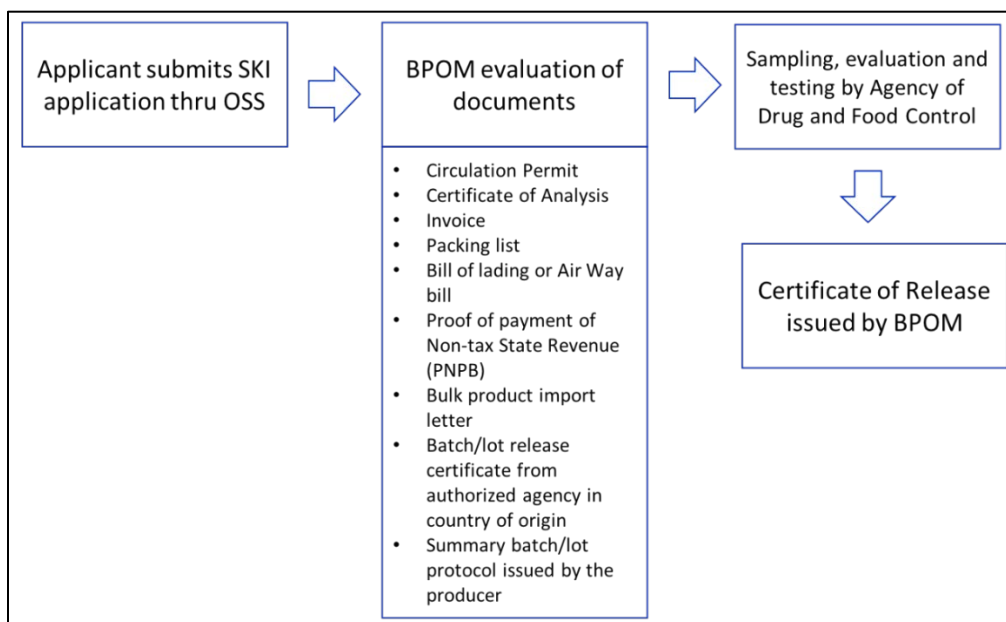 Applicant submits SKI
application thru OSS
BPOM evaluation of
documents
• Circulation Permit
• Certificate of Analysis
• Invoice
• Packing list
• Bill of lading or Air Way
bill
• Proof of payment of
Non-tax State Revenue
(PNPB)
• Bulk product import
letter
• Batch/lot release
certificate from
authorized agency in
country of origin
• Summary batch/lot
protocol issued by the
producer
Sampling, evaluation and
testing by Agency of
Drug and Food Control
Certificate of Release
issued by BPOM